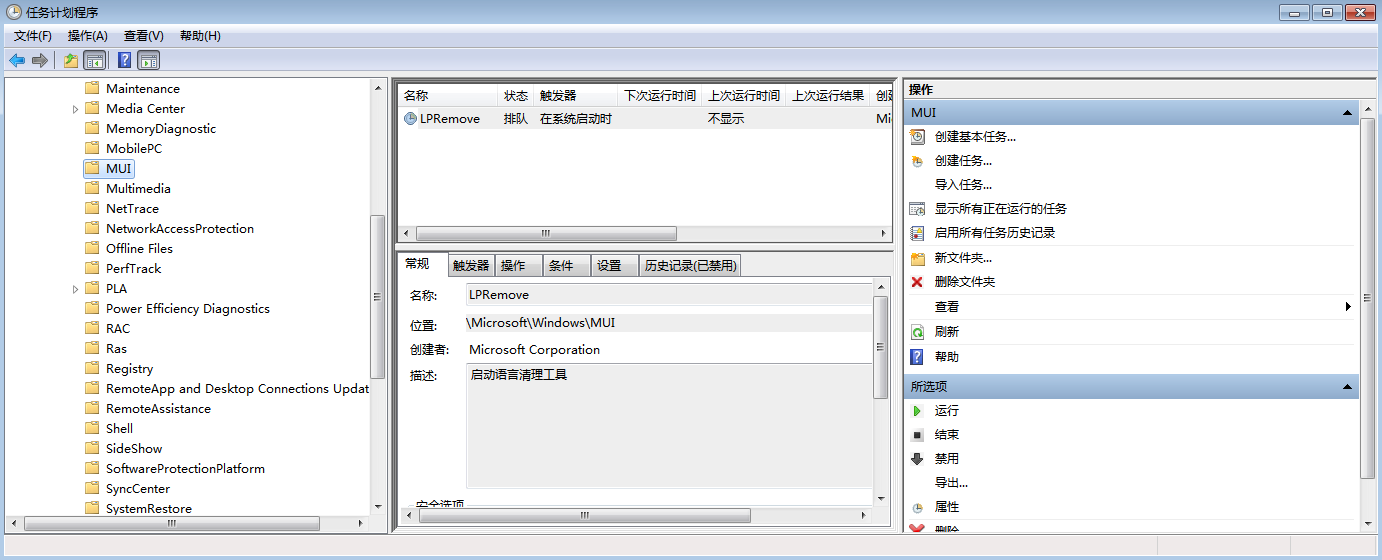 任务计划程序
文件(F) 操作(A) 查看(V) 帮助(H)
Maintenance
Media Center
MemoryDiagnostic
MobilePC
MUI
Multimedia
NetTrace
NetworkAccessProtection
Offline Files
PerfTrack
PLA
Power Efficiency Diagnostics
RAC
Ras
Registry
RemoteApp and Desktop Connections Updat
RemoteAssistance
Shell
SideShow
SoftwareProtectionPlatform
SyncCenter
SystemRestore
名称 状态 触发器 下次运行时间 上次运行时间 上次运行结果 创
LPRemove 排队 在系统启动时 不显示 Mi
常规 触发器 操作 条件 设置 历史记录(已禁用)
名称: LPRemove
位置: \Microsoft\Windows\MUI
创建者: Microsoft Corporation
描述: 启动语言清理工具
安全选项
操作
MUI
创建基本任务...
创建任务...
导入任务...
显示所有正在运行的任务
启用所有任务历史记录
新文件夹...
删除文件夹
查看
刷新
帮助
所选项
运行
结束
禁用
导出...
属性
删除